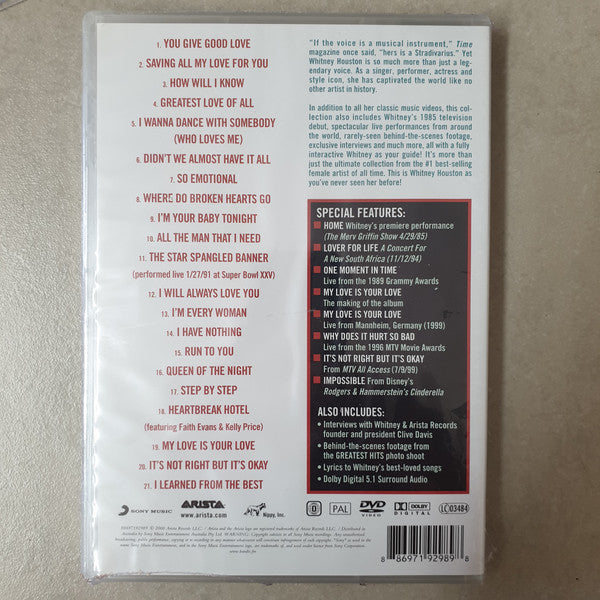 1. YOU GIVE GOOD LOVE
2. SAVING ALL MY LOVE FOR YOU
3. HOW WILL I KNOW
4. GREATEST LOVE OF ALL
5. I WANNA DANCE WITH SOMEBODY
(WHO LOVES ME)
6. DIDN'T WE ALMOST HAVE IT ALL
7. SO EMOTIONAL
8. WHERE DO BROKEN HEARTS GO
9. I'M YOUR BABY TONIGHT
10. ALL THE MAN THAT I NEED
11. THE STAR SPANGLED BANNER
(performed live 1/27/91 at Super Bowl XXV)
12. I WILL ALWAYS LOVE YOU
13. I'M EVERY WOMAN
14. I HAVE NOTHING
15. RUN TO YOU
16. QUEEN OF THE NIGHT
17. STEP BY STEP
18. HEARTBREAK HOTEL
(featuring Faith Evans & Kelly Price)
19. MY LOVE IS YOUR LOVE
20. IT'S NOT RIGHT BUT IT'S OKAY
21. I LEARNED FROM THE BEST
"If the voice is a musical instrument," Time
magazine once said, "hers is a Stradivarius." Yet
Whitney Houston is so much more than just a leg-
endary voice. As a singer, performer, actress and
style icon, she has captivated the world like no
other artist in history.
In addition to all her classic music videos, this col-
lection also includes Whitney's 1985 television
debut, spectacular live performances from around
the world, rarely-seen behind-the-scenes footage,
exclusive interviews and much more, all with a fully
interactive Whitney as your guide! It's more than
just the ultimate collection from the #1 best-selling
female artist of all time. This is Whitney Houston as
you've never seen her before!
SPECIAL FEATURES:
HOME Whitney's premiere performance
(The Merv Griffin Show 4/29/85)
LOVER FOR LIFE A Concert For
A New South Africa (11/12/94)
ONE MOMENT IN TIME
Live from the 1989 Grammy Awards
MY LOVE IS YOUR LOVE
The making of the album
MY LOVE IS YOUR LOVE
Live from Mannheim, Germany (1999)
WHY DOES IT HURT SO BAD
Live from the 1996 MTV Movie Awards
IT'S NOT RIGHT BUT IT'S OKAY
From MTV All Access (7/9/99)
IMPOSSIBLE From Disney's
Rodgers & Hammerstein's Cinderella
ALSO INCLUDES:
• Interviews with Whitney & Arista Records
founder and president Clive Davis
• Behind-the-scenes footage from
the GREATEST HITS photo shoot
• Lyrics to Whitney's best-loved songs
• Dolby Digital 5.1 Surround Audio
SONY MUSIC
ARISTA
www.arista.com
Nippy, Inc.
0
PAL
DVD
VIDEO
DOLBY
DIGITAL
LC 03484
8 86971 92989 8